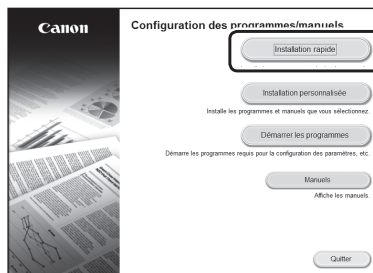 Canon
Configuration des programmes/manuels
Installation rapide
Installation personnalisée
Installe les programmes et manuels que vous sélectionnez.
Démarrer les programmes
Démarre les programmes requis pour la configuration des paramètres, etc.
Manuels
Affiche les manuels.
Quitter